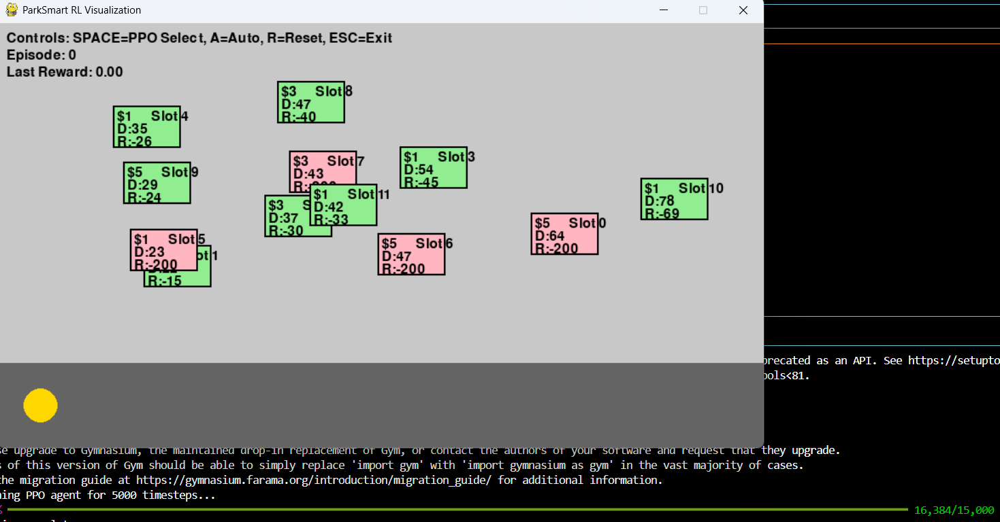 ParkSmart RL Visualization
Controls: SPACE=PPO Select, A=Auto, R=Reset, ESC=Exit
Episode: 0
Last Reward: 0.00
$3 Slot 8
D:47
R:-40
$1 Slot 4
D:35
R:-26
$3 Slot 7
D:43
$1 Slot 3
D:54
R:-45
$5 Slot 9
D:29
R:-24
$1 Slot 11
D:42
R:-33
$3
D:37
R:-30
$1 Slot 10
D:78
R:-69
$5 Slot 0
D:64
R:-200
$1 Slot 5
D:23
R:-200
1
R:-15
$5 Slot 6
D:47
R:-200
as an API. See https://setupto
ools<81.
upgrade to Gymnasium, the maintained drop-in replacement of Gym, or contact the authors of your software and request that they upgrade.
of this version of Gym should be able to simply replace 'import gym' with 'import gymnasium as gym' in the vast majority of cases.
the migration guide at https://gymnasium.farama.org/introduction/migration_guide/ for additional information.
ning PPO agent for 5000 timesteps...
% 16,384/15,000